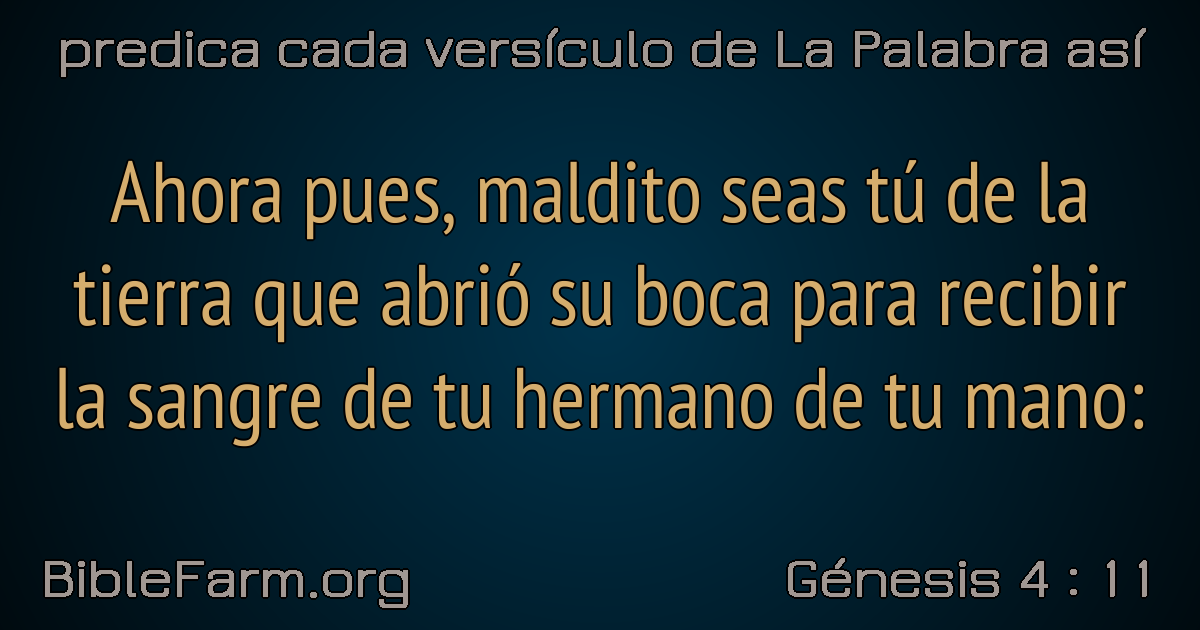 predica cada versículo de La Palabra así
Ahora pues, maldito seas tú de la
tierra que abrió su boca para recibir
la sangre de tu hermano de tu mano:
BibleFarm.org
Génesis 4 : 11